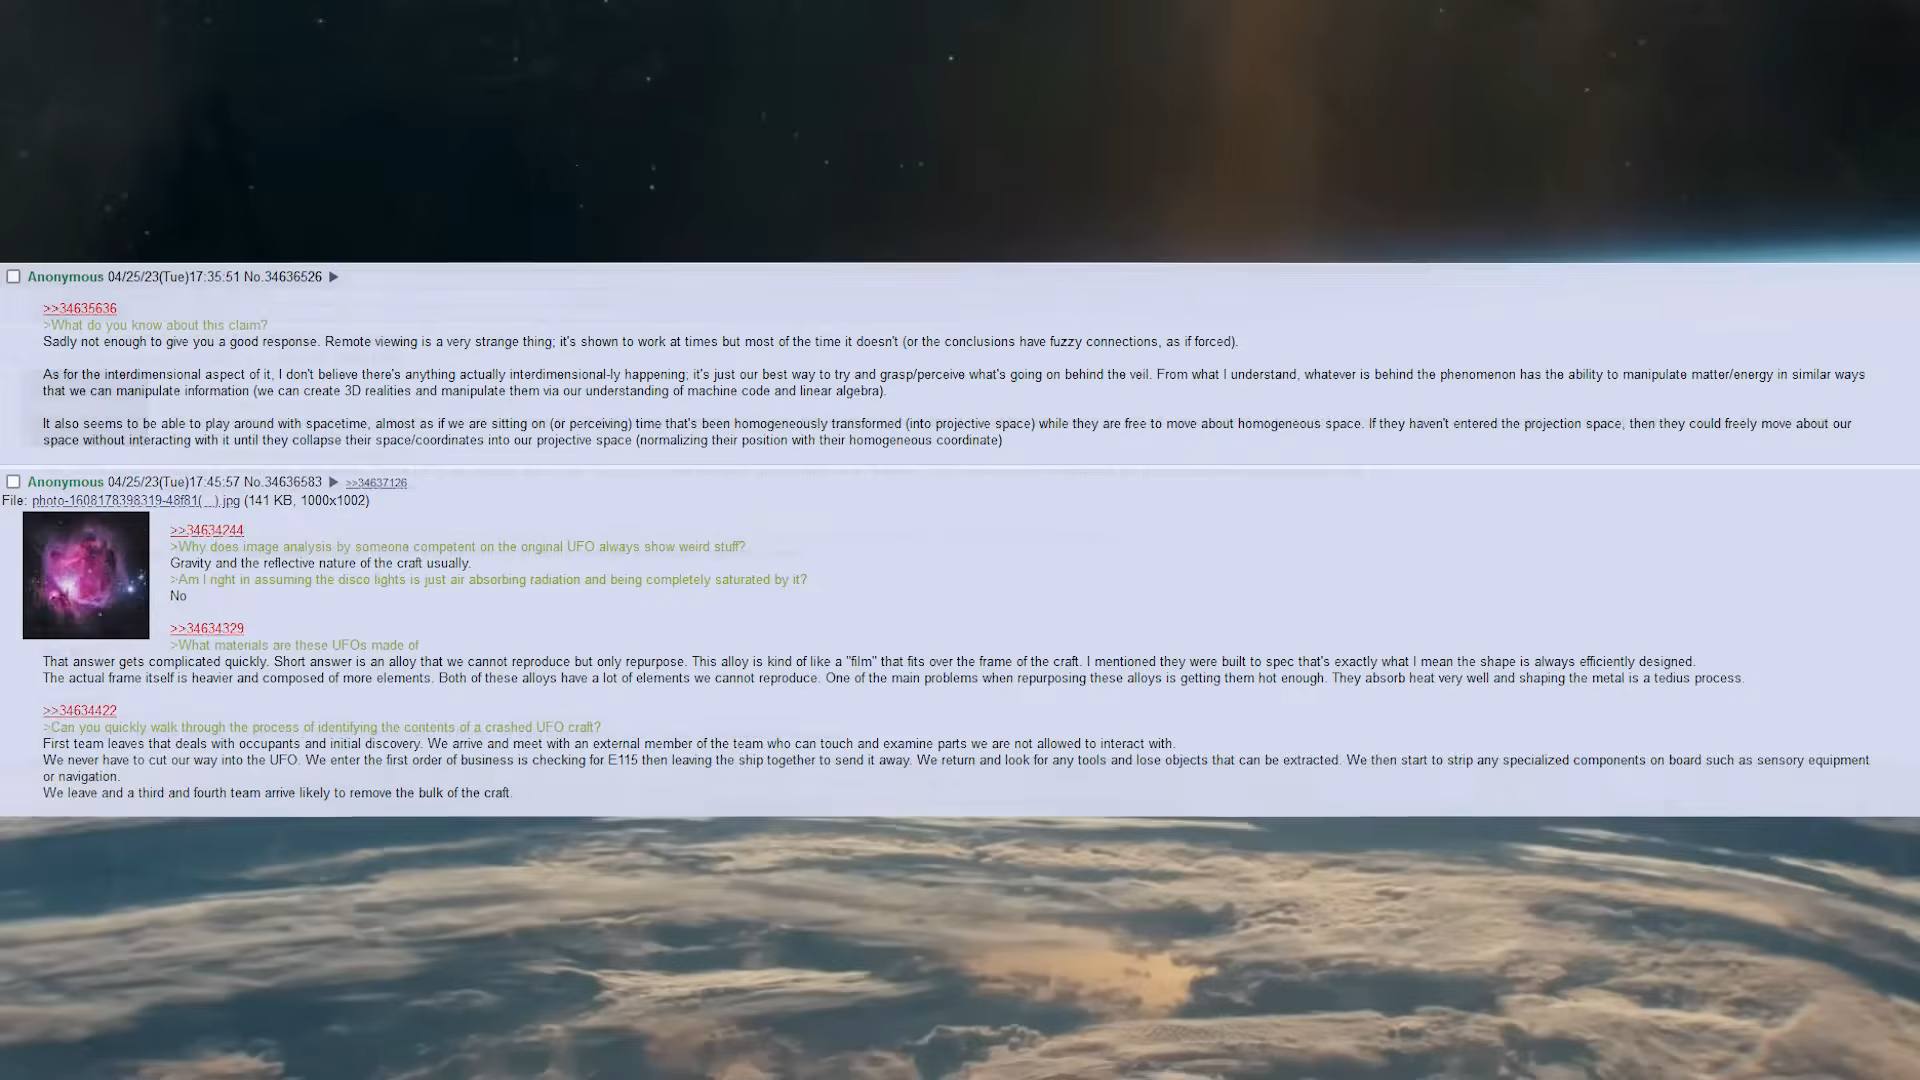 Anonymous 04/25/23(Tue)17:35:51 No.34636526 ▶
>>34635636
>What do you know about this claim?
Sadly not enough to give you a good response. Remote viewing is a very strange thing; it's shown to work at times but most of the time it doesn't (or the conclusions have fuzzy connections, as if forced).
As for the interdimensional aspect of it, I don't believe there's anything actually interdimensional-ly happening; it's just our best way to try and grasp/perceive what's going on behind the veil. From what I understand, whatever is behind the phenomenon has the ability to manipulate matter/energy in similar ways
that we can manipulate information (we can create 3D realities and manipulate them via our understanding of machine code and linear algebra).
It also seems to be able to play around with spacetime, almost as if we are sitting on (or perceiving) time that's been homogeneously transformed (into projective space) while they are free to move about homogeneous space. If they haven't entered the projection space, then they could freely move about our
space without interacting with it until they collapse their space/coordinates into our projective space (normalizing their position with their homogeneous coordinate)
Anonymous 04/25/23(Tue)17:45:57 No.34636583 ▶ >>34637126
File: photo-1608178398319-48f81(...).jpg (141 KB, 1000x1002)
>>34634244
>Why does image analysis by someone competent on the original UFO always show weird stuff?
Gravity and the reflective nature of the craft usually.
>Am I right in assuming the disco lights is just air absorbing radiation and being completely saturated by it?
No
>>34634329
>What materials are these UFOs made of
That answer gets complicated quickly. Short answer is an alloy that we cannot reproduce but only repurpose. This alloy is kind of like a "film" that fits over the frame of the craft. I mentioned they were built to spec that's exactly what I mean the shape is always efficiently designed.
The actual frame itself is heavier and composed of more elements. Both of these alloys have a lot of elements we cannot reproduce. One of the main problems when repurposing these alloys is getting them hot enough. They absorb heat very well and shaping the metal is a tedius process.
>>34634422
>Can you quickly walk through the process of identifying the contents of a crashed UFO craft?
First team leaves that deals with occupants and initial discovery. We arrive and meet with an external member of the team who can touch and examine parts we are not allowed to interact with.
We never have to cut our way into the UFO. We enter the first order of business is checking for E115 then leaving the ship together to send it away. We return and look for any tools and lose objects that can be extracted. We then start to strip any specialized components on board such as sensory equipment
or navigation.
We leave and a third and fourth team arrive likely to remove the bulk of the craft.